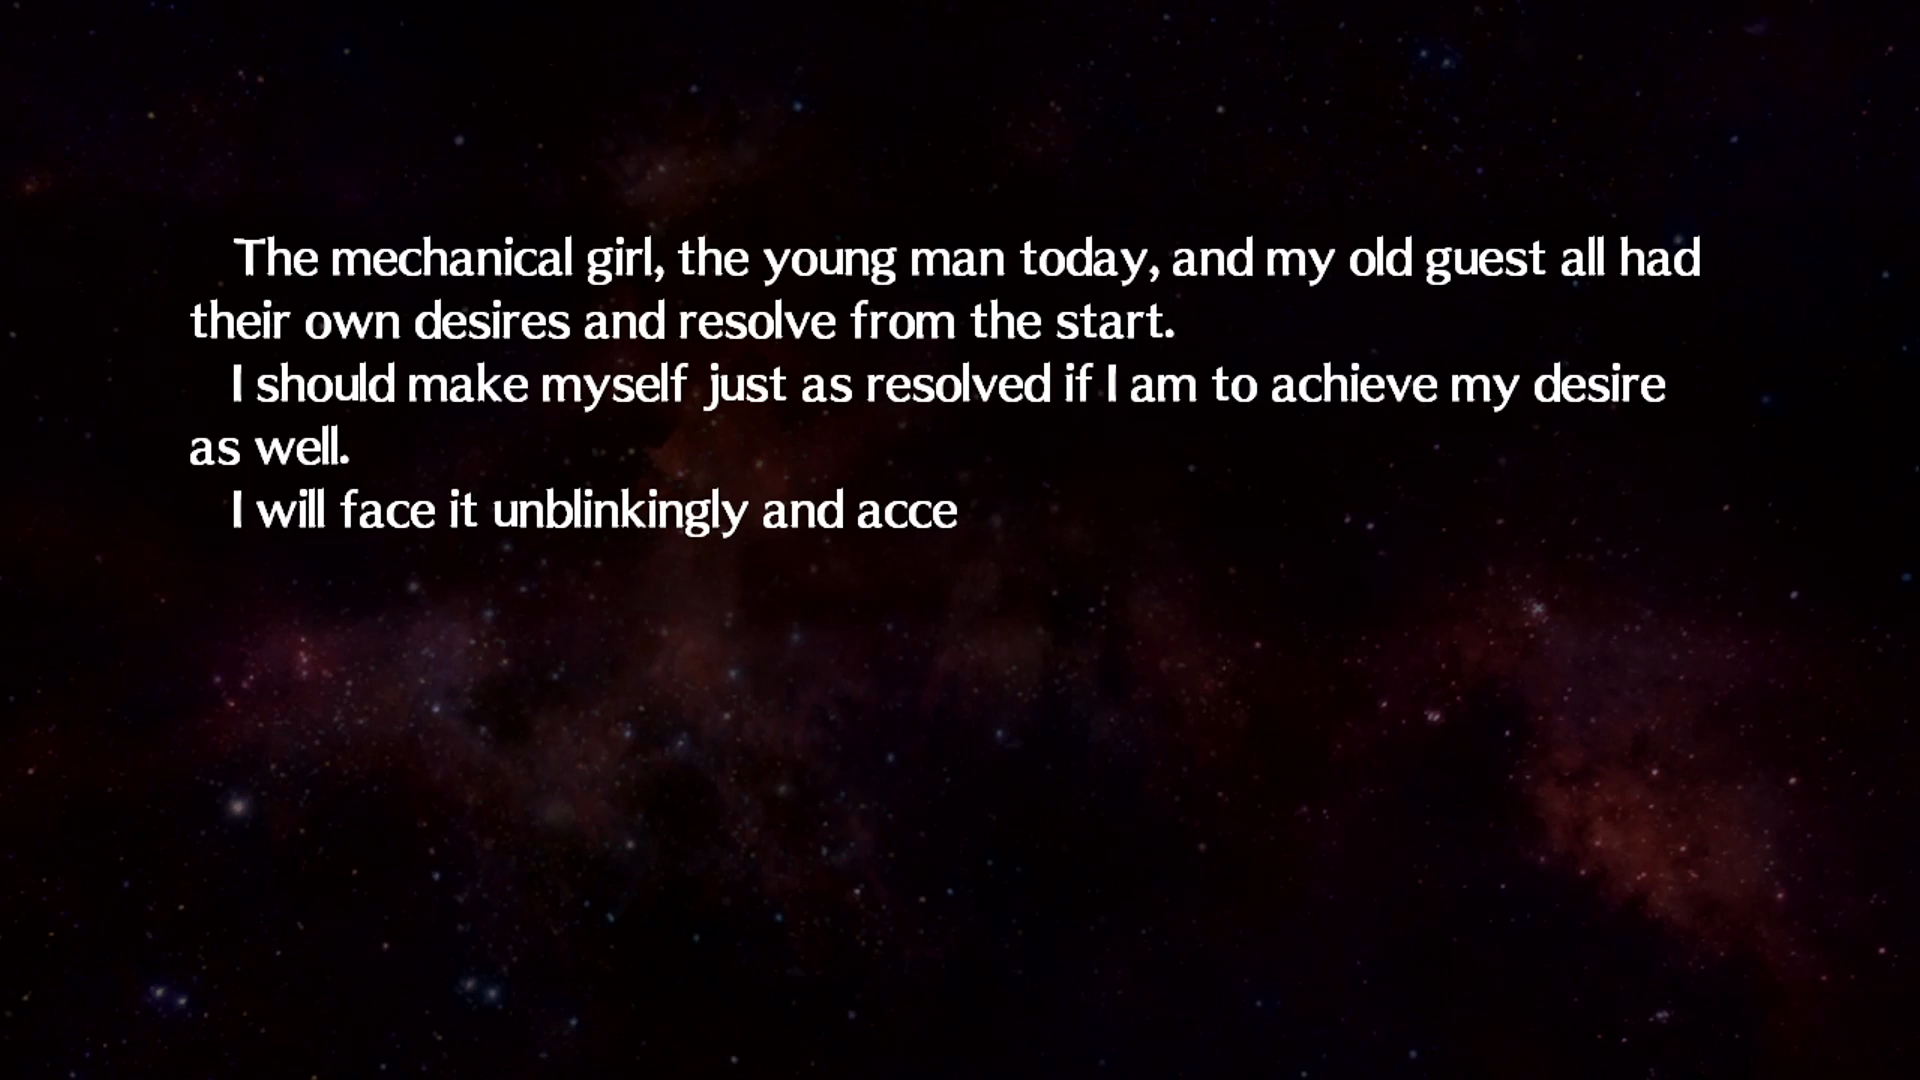 The mechanical girl, the young man today, and my old guest all had
their own desires and resolve from the start.
I should make myself just as resolved if I am to achieve my desire
as well.
I will face it unblinkingly and acce